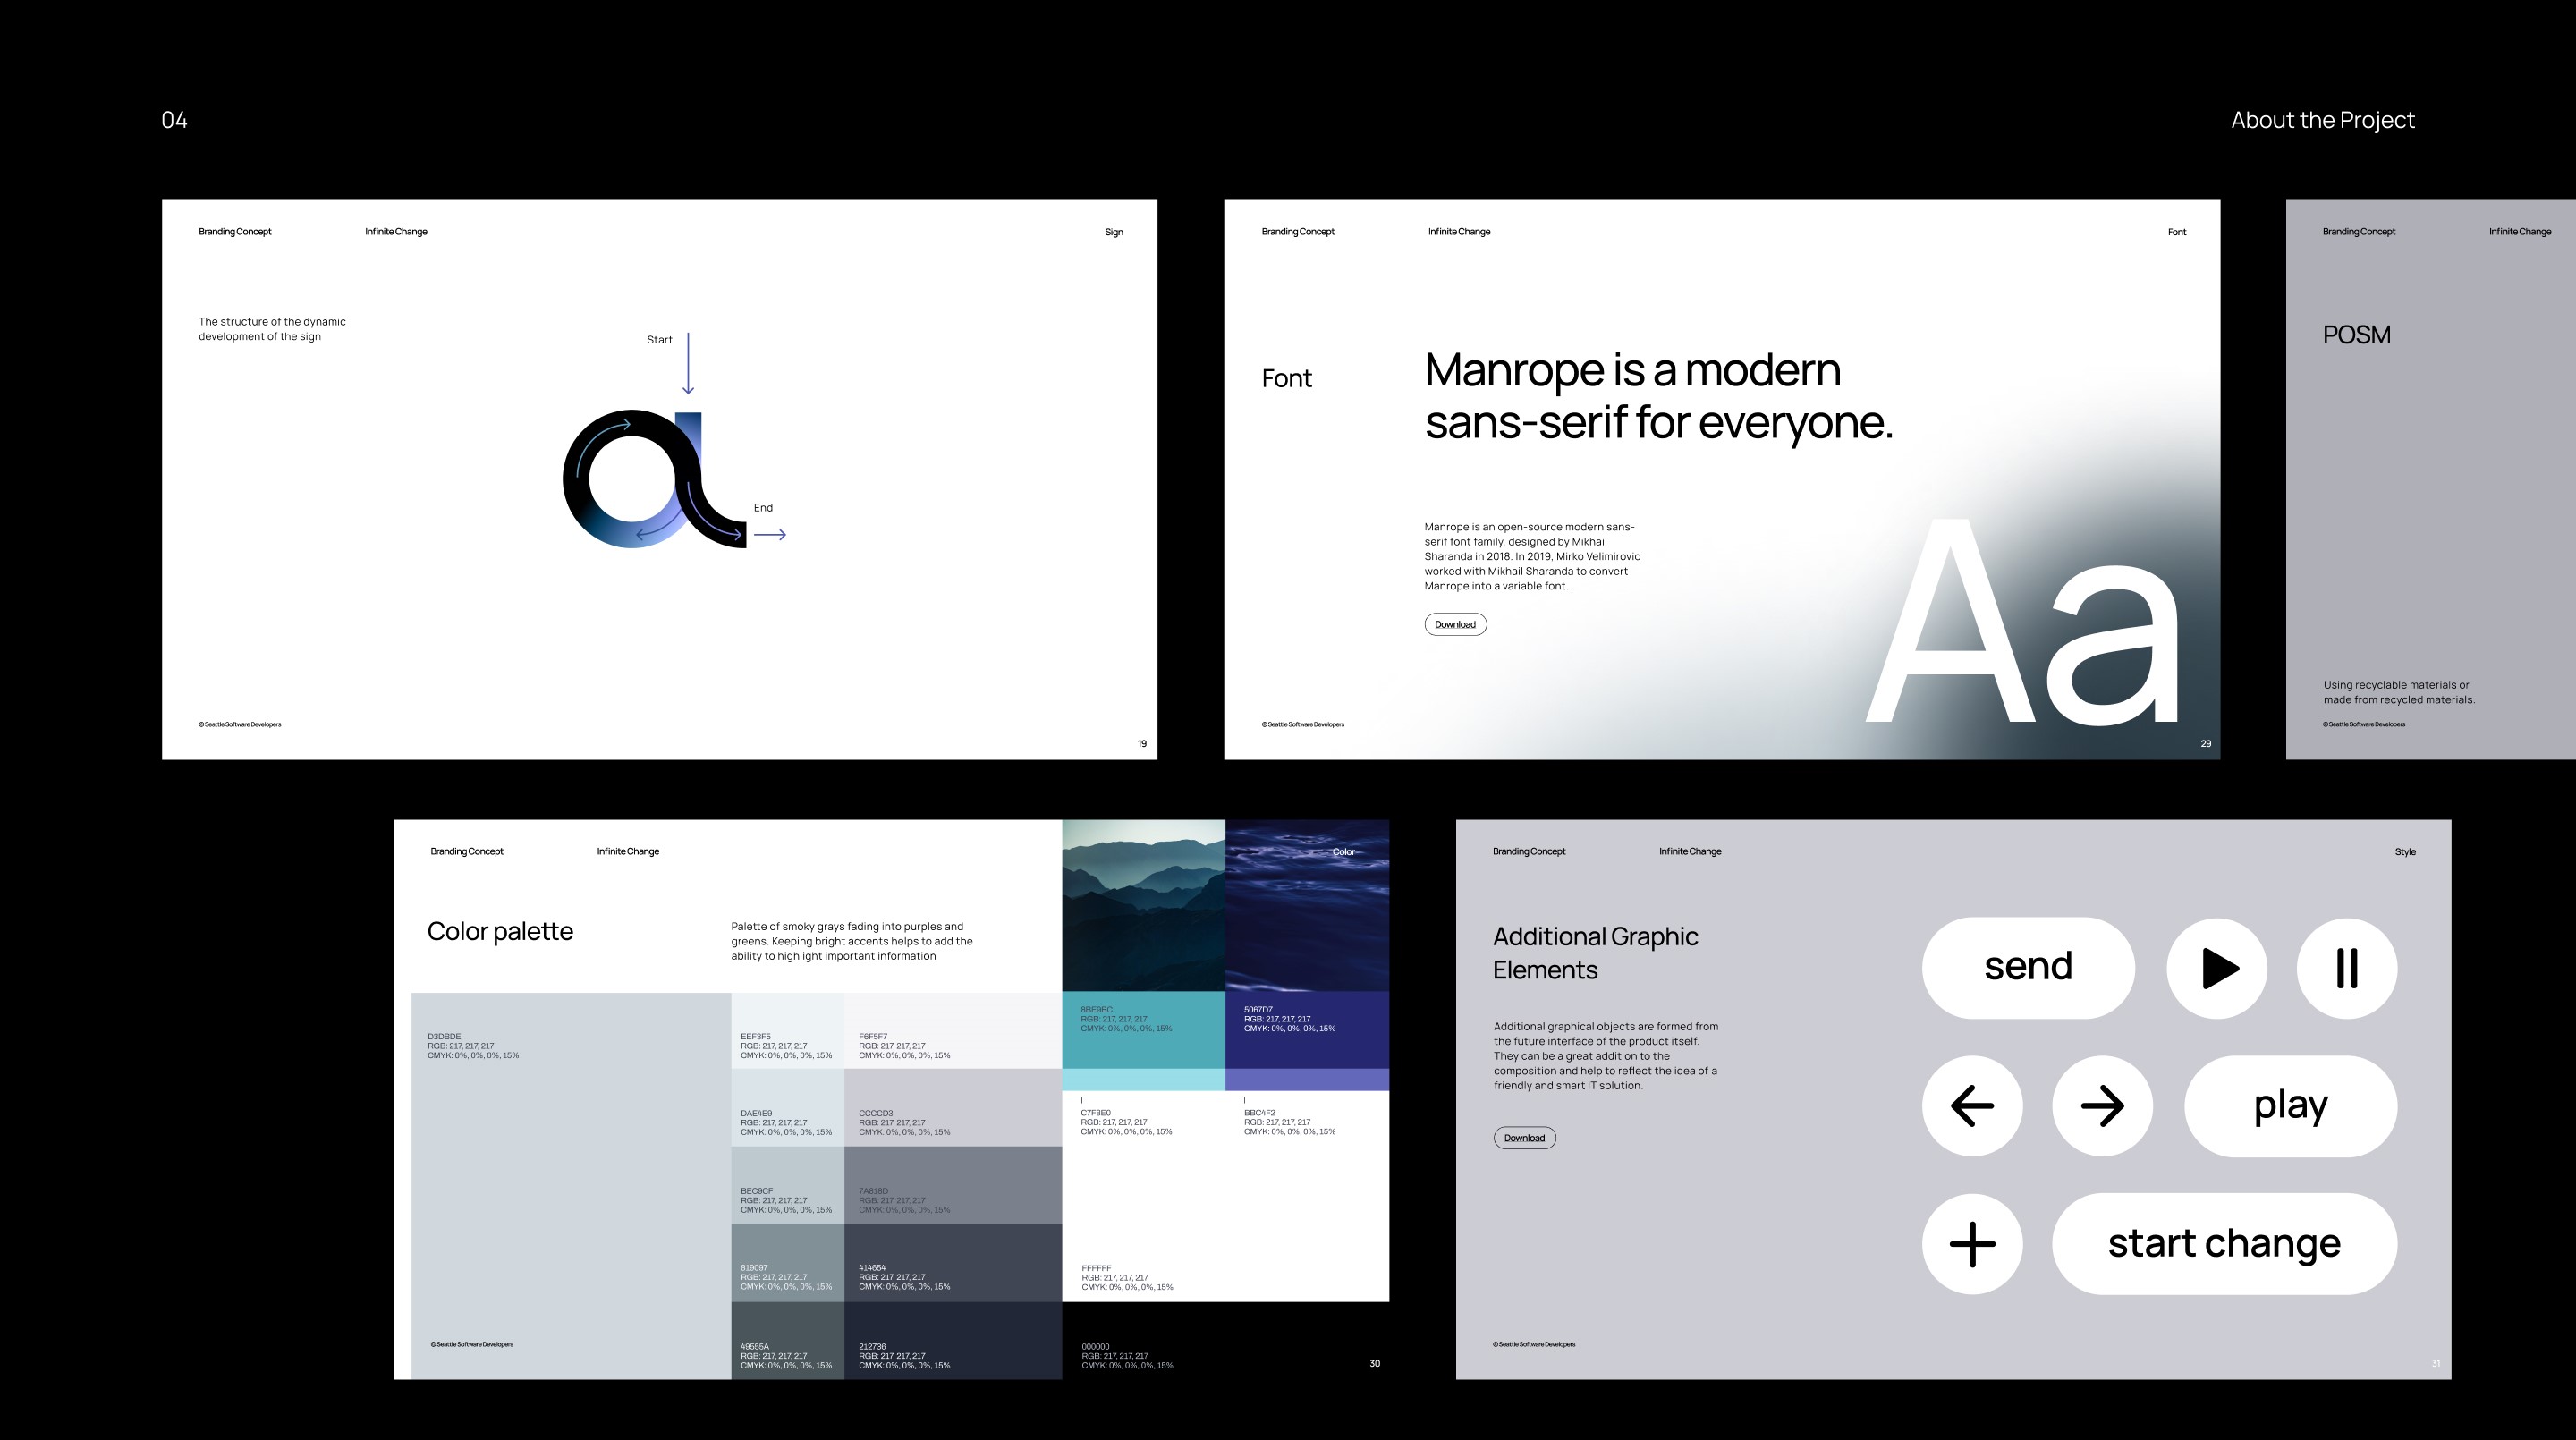 04
About the Project
Branding Concept
Infinite Change
Sign
The structure of the dynamic
development of the sign
Start
End
© Seattle Software Developers
19
Branding Concept
Infinite Change
Font
Font
Manrope is a modern
sans-serif for everyone.
Manrope is an open-source modern sans-
serif font family, designed by Mikhail
Sharanda in 2018. In 2019, Mirko Velimirovic
worked with Mikhail Sharanda to convert
Manrope into a variable font.
Download
Aa
© Seattle Software Developers
29
Branding Concept
Infinite Change
POSM
Using recyclable materials or
made from recycled materials.
© Seattle Software Developers
Branding Concept
Infinite Change
Color
Color palette
Palette of smoky grays fading into purples and
greens. Keeping bright accents helps to add the
ability to highlight important information
D3DBDE
RGB: 217, 217, 217
CMYK: 0%, 0%, 0%, 15%
EEF3F5
RGB: 217, 217, 217
CMYK: 0%, 0%, 0%, 15%
F6F5F7
RGB: 217, 217, 217
CMYK: 0%, 0%, 0%, 15%
8BE9BC
RGB: 217, 217, 217
CMYK: 0%, 0%, 0%, 15%
5067D7
RGB: 217, 217, 217
CMYK: 0%, 0%, 0%, 15%
DAE4E9
RGB: 217, 217, 217
CMYK: 0%, 0%, 0%, 15%
CCCCD3
RGB: 217, 217, 217
CMYK: 0%, 0%, 0%, 15%
C7F8E0
RGB: 217, 217, 217
CMYK: 0%, 0%, 0%, 15%
BBC4F2
RGB: 217, 217, 217
CMYK: 0%, 0%, 0%, 15%
BEC9CF
RGB: 217, 217, 217
CMYK: 0%, 0%, 0%, 15%
7A818D
RGB: 217, 217, 217
CMYK: 0%, 0%, 0%, 15%
819097
RGB: 217, 217, 217
CMYK: 0%, 0%, 0%, 15%
414654
RGB: 217, 217, 217
CMYK: 0%, 0%, 0%, 15%
FFFFFF
RGB: 217, 217, 217
CMYK: 0%, 0%, 0%, 15%
49555A
RGB: 217, 217, 217
CMYK: 0%, 0%, 0%, 15%
212736
RGB: 217, 217, 217
CMYK: 0%, 0%, 0%, 15%
000000
RGB: 217, 217, 217
CMYK: 0%, 0%, 0%, 15%
© Seattle Software Developers
30
Branding Concept
Infinite Change
Style
Additional Graphic
Elements
Additional graphical objects are formed from
the future interface of the product itself.
They can be a great addition to the
composition and help to reflect the idea of a
friendly and smart IT solution.
Download
send
play
start change
© Seattle Software Developers
31